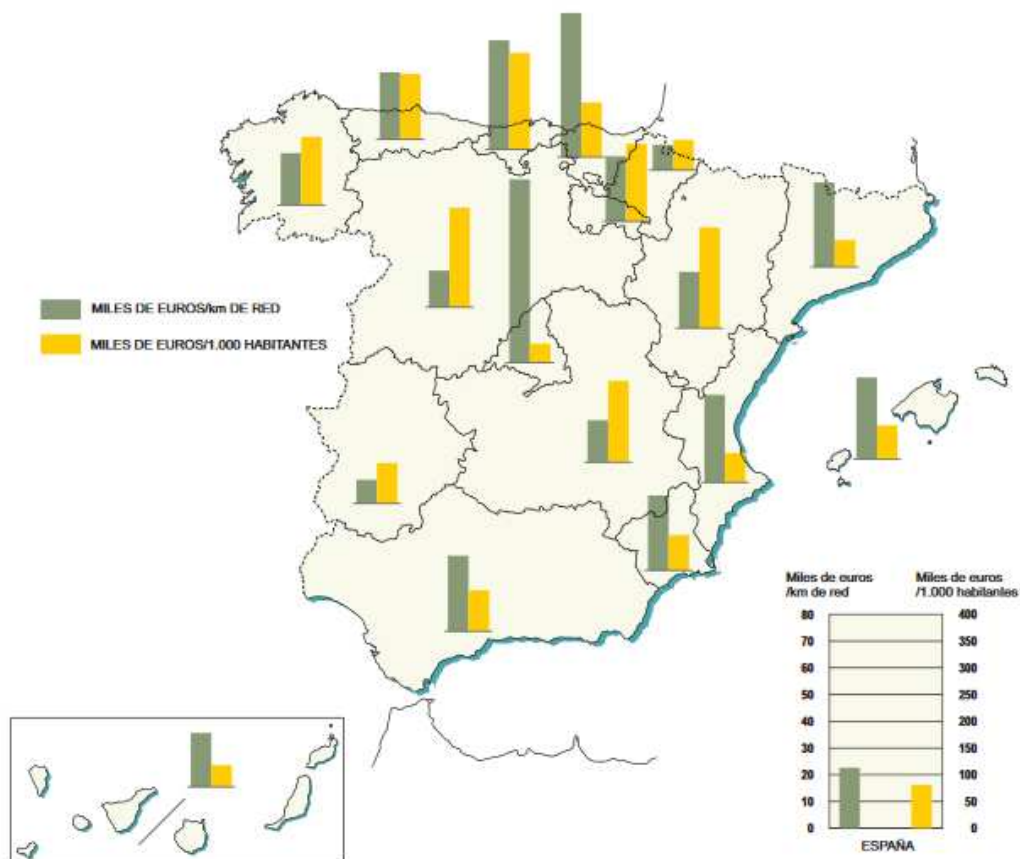 MILES DE EUROS/km DE RED
MILES DE EUROS/1.000 HABITANTES
Miles de euros
/km de red
Miles de euros
/1.000 habitantes
80 400
70 350
60 300
50 250
40 200
30 150
20 100
10 50
0 0
ESPAÑA